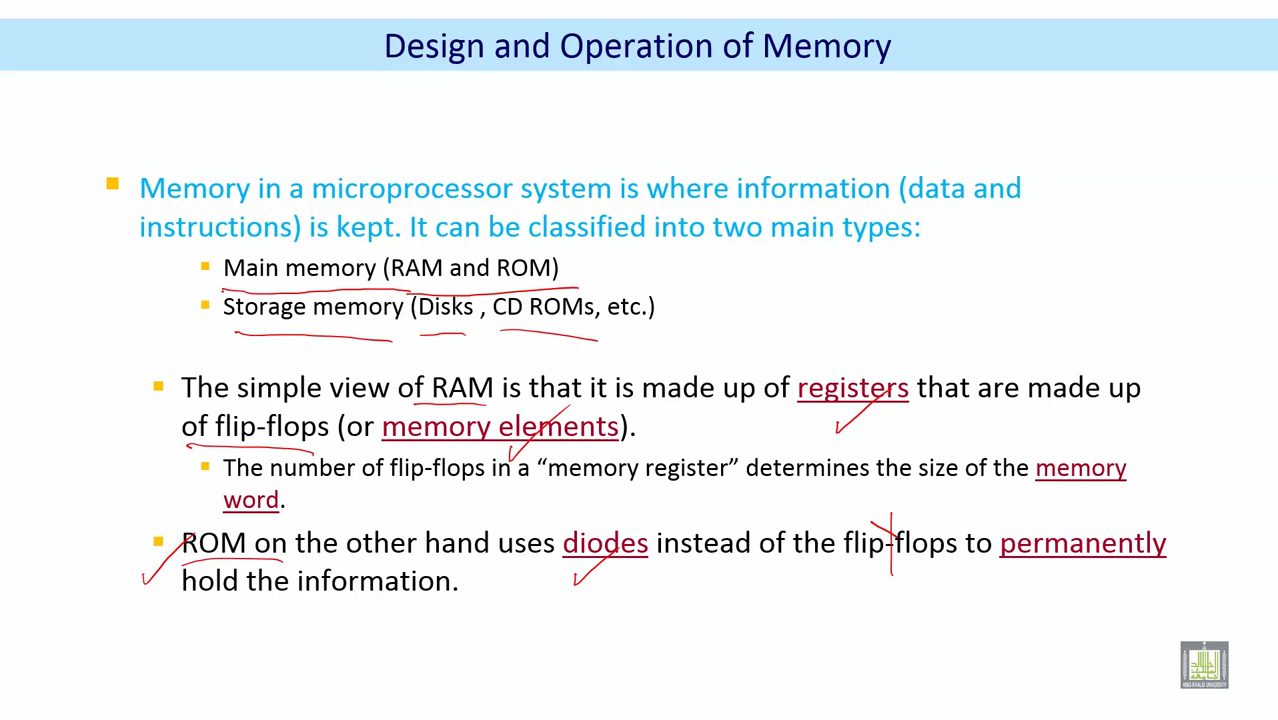 Design and Operation of Memory
Memory in a microprocessor system is where information (data and
instructions) is kept. It can be classified into two main types:
Main memory (RAM and ROM)
Storage memory (Disks , CD ROMs, etc.)
The simple view of RAM is that it is made up of registers that are made up
of flip-flops (or memory elements).
The number of flip-flops in a “memory register” determines the size of the memory
word.
ROM on the other hand uses diodes instead of the flip-flops to permanently
hold the information.
KING KHALID UNIVERSITY